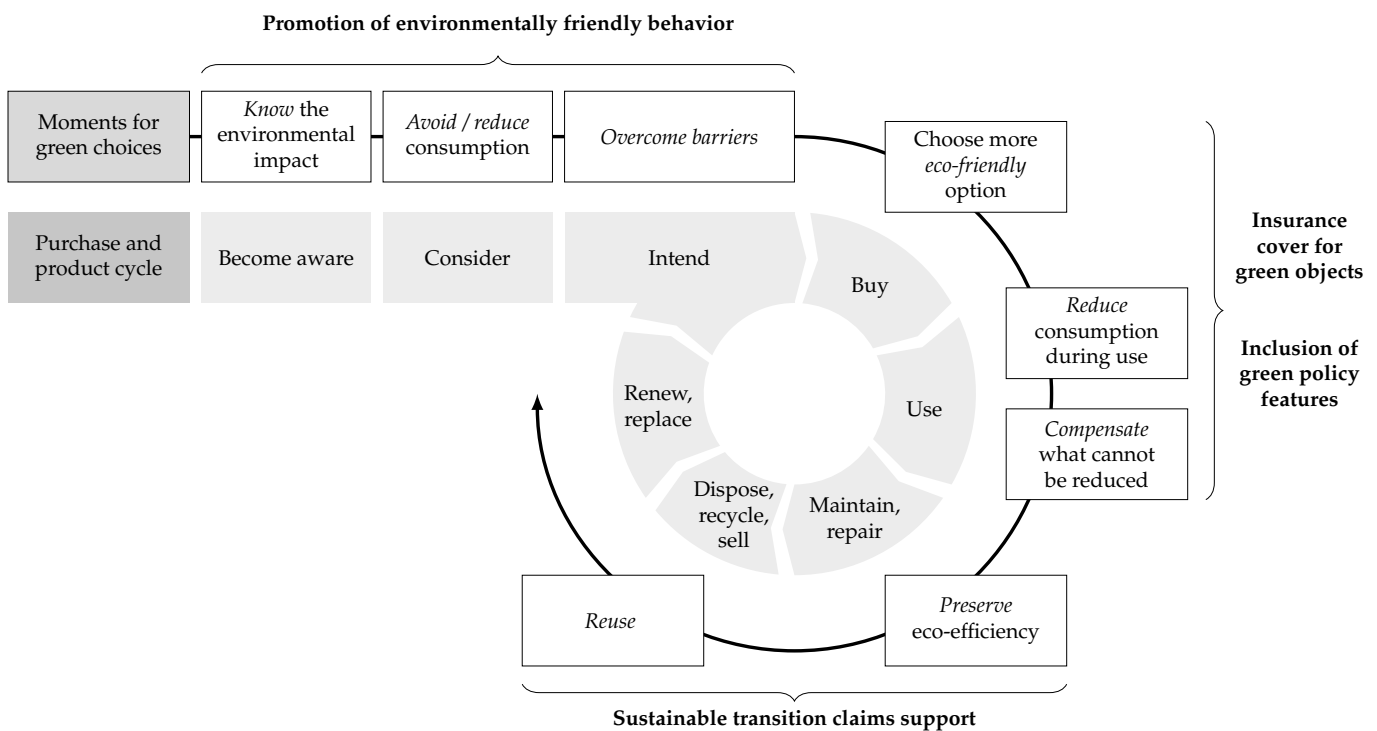 Promotion of environmentally friendly behavior
Moments for
green choices
Know the
environmental
impact
Avoid / reduce
consumption
Overcome barriers
Choose more
eco-friendly
option
Purchase and
product cycle
Become aware
Consider
Intend
Buy
Use
Maintain,
repair
Dispose,
recycle,
sell
Renew,
replace
Reduce
consumption
during use
Compensate
what cannot
be reduced
Preserve
eco-efficiency
Reuse
Insurance
cover for
green objects
Inclusion of
green policy
features
Sustainable transition claims support